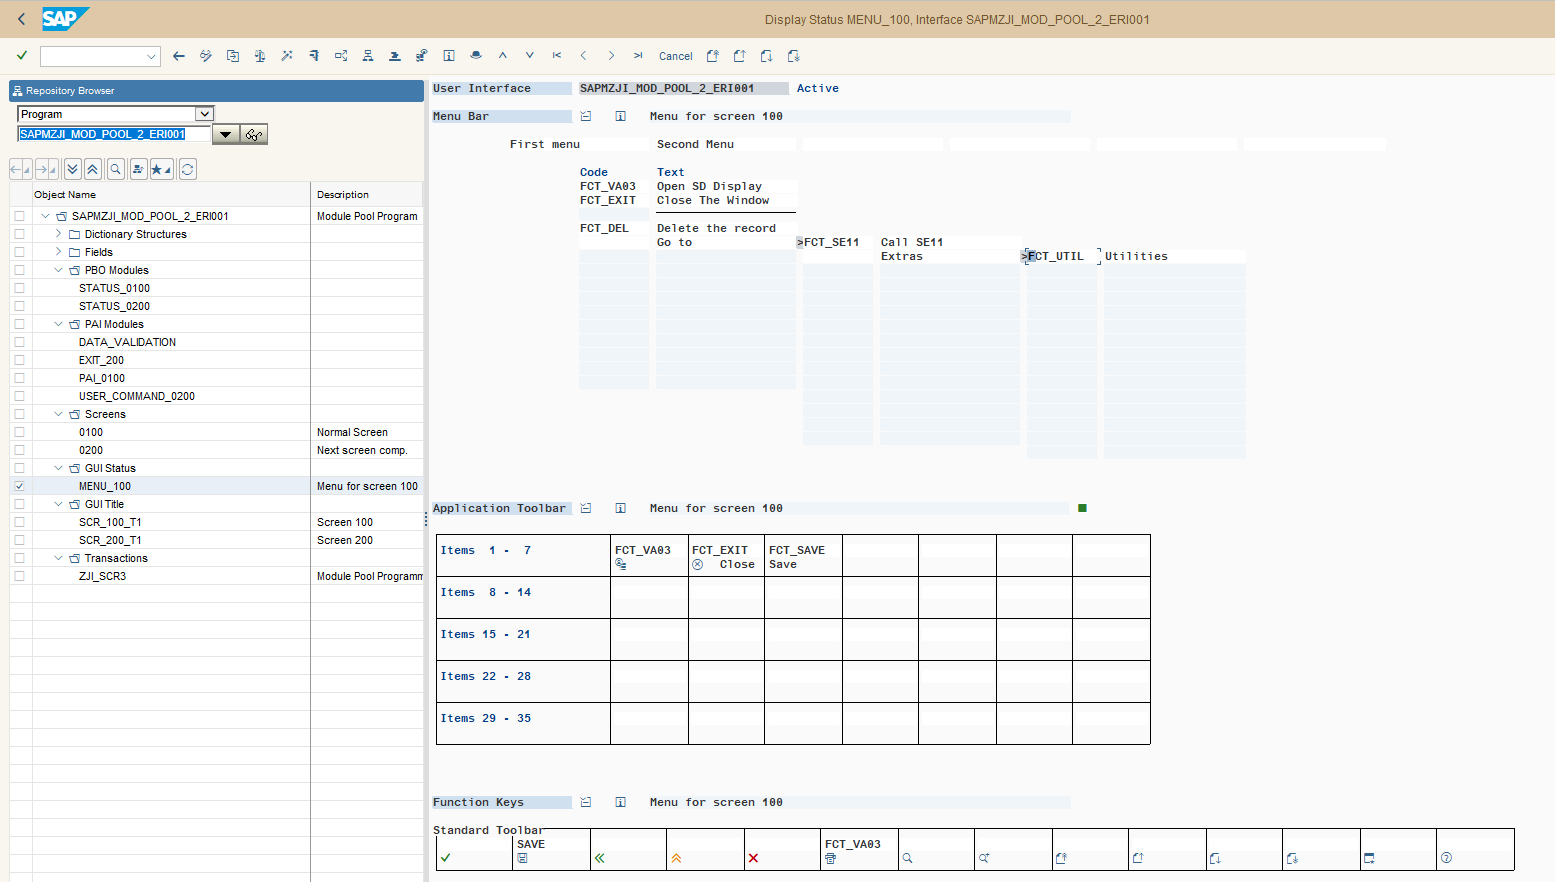 SAP
Display Status MENU_100, Interface SAPMZJI_MOD_POOL_2_ERI001
Cancel
Repository Browser
Program
SAPMZJI_MOD_POOL_2_ERI001
Object Name Description
SAPMZJI_MOD_POOL_2_ERI001 Module Pool Program
Dictionary Structures
Fields
PBO Modules
STATUS_0100
STATUS_0200
PAI Modules
DATA_VALIDATION
EXIT_200
PAI_0100
USER_COMMAND_0200
Screens
0100 Normal Screen
0200 Next screen comp.
GUI Status
MENU_100 Menu for screen 100
GUI Title
SCR_100_T1 Screen 100
SCR_200_T1 Screen 200
Transactions
ZJI_SCR3 Module Pool Programm
User Interface SAPMZJI_MOD_POOL_2_ERI001 Active
Menu Bar Menu for screen 100
First menu Second Menu
Code Text
FCT_VA03 Open SD Display
FCT_EXIT Close The Window
FCT_DEL Delete the record
Go to >FCT_SE11 Call SE11
Extras >FCT_UTIL Utilities
Application Toolbar Menu for screen 100
Items 1 - 7 FCT_VA03 FCT_EXIT FCT_SAVE
Close Save
Items 8 - 14
Items 15 - 21
Items 22 - 28
Items 29 - 35
Function Keys Menu for screen 100
Standard Toolbar
SAVE FCT_VA03